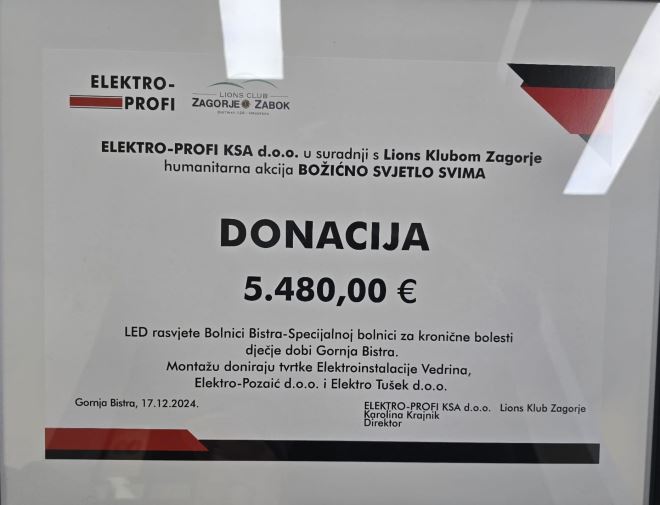 ELEKTRO-
PROFI
LIONS CLUB
ZAGORJE ZABOK
ELEKTRO-PROFI KSA d.o.o. u suradnji s Lions Klubom Zagorje
humanitarna akcija BOŽIĆNO SVJETLO SVIMA
DONACIJA
5.480,00 €
LED rasvjete Bolnici Bistra-Specijalnoj bolnici za kronične bolesti
dječje dobi Gornja Bistra.
Montažu doniraju tvrtke Elektroinstalacije Vedrina,
Elektro-Pozaić d.o.o. i Elektro Tušek d.o.o.
Gornja Bistra, 17.12.2024.
ELEKTRO-PROFI KSA d.o.o. Lions Klub Zagorje
Karolina Krajnik
Direktor